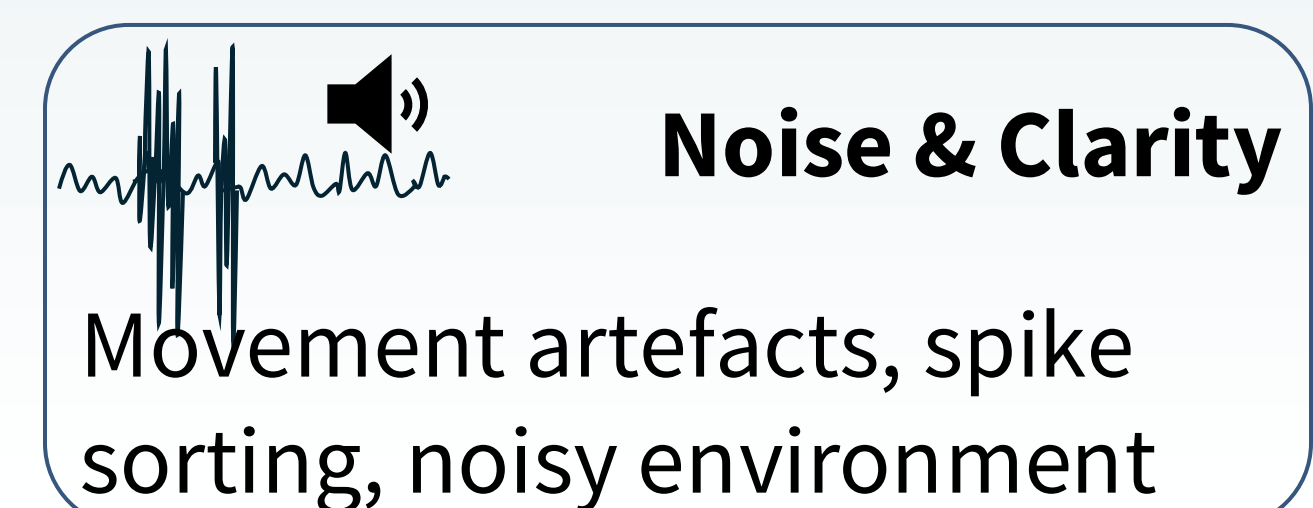 Noise & Clarity
Movement artefacts, spike
sorting, noisy environment